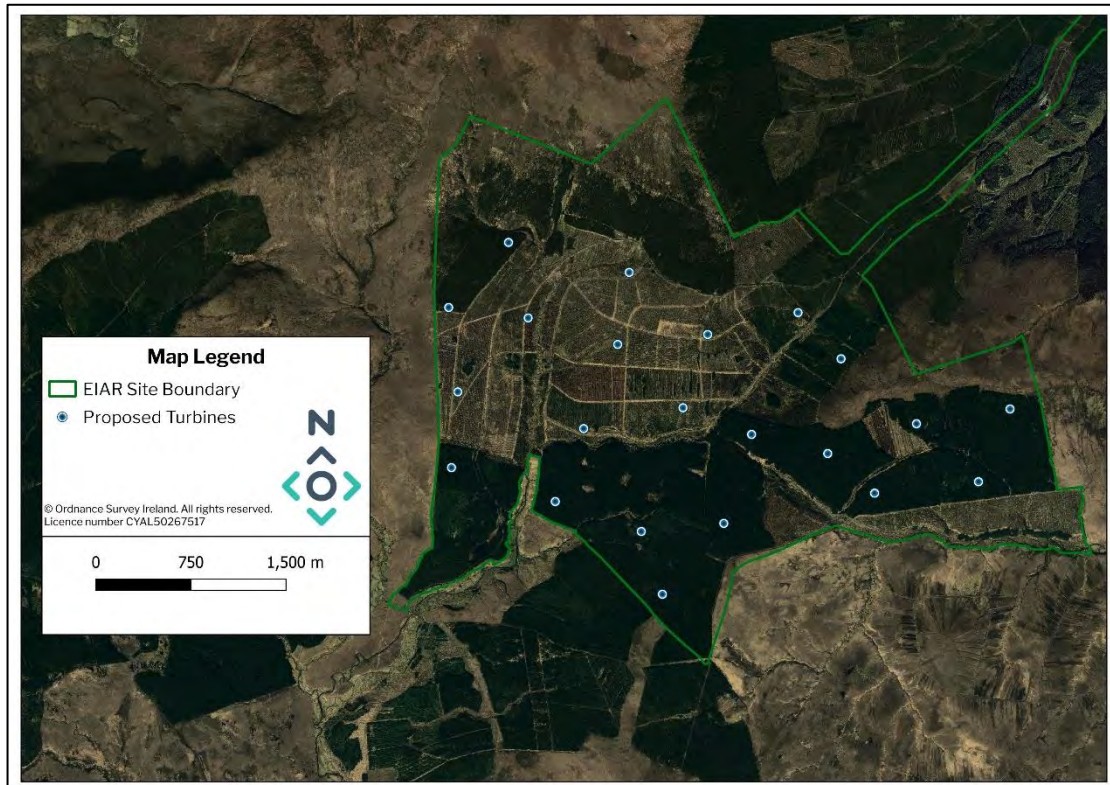 Map Legend
EIAR Site Boundary
Proposed Turbines
N
© Ordnance Survey Ireland. All rights reserved.
Licence number CYAL50267517
0 750 1,500 m